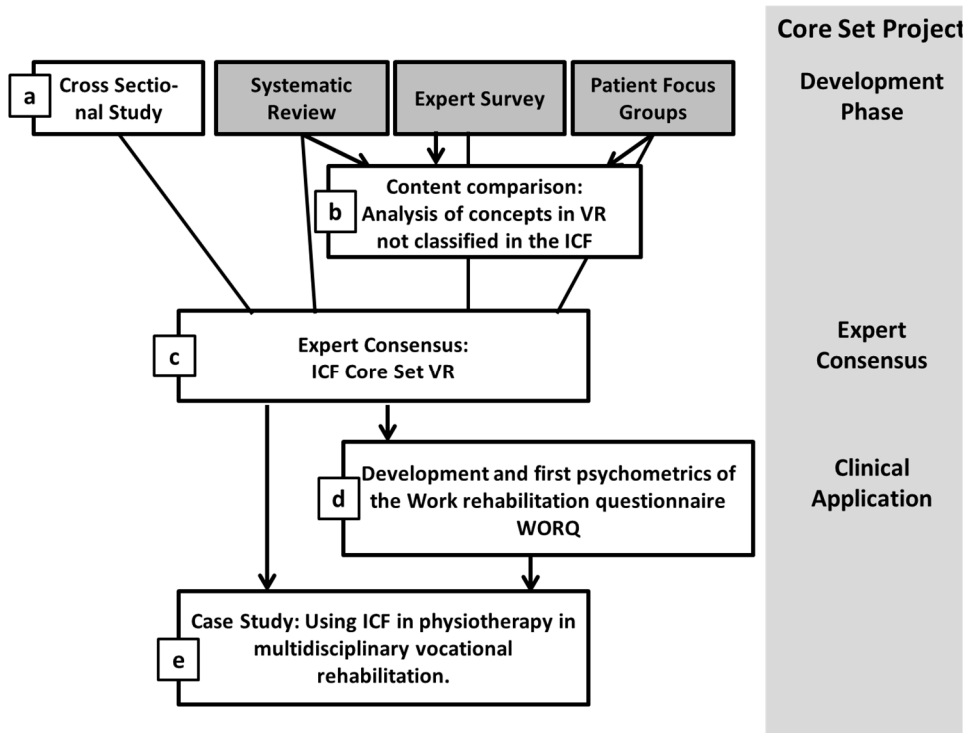 Core Set Project
a
Cross Sectio-
nal Study
Systematic
Review
Expert Survey
Patient Focus
Groups
Development
Phase
b
Content comparison:
Analysis of concepts in VR
not classified in the ICF
c
Expert Consensus:
ICF Core Set VR
Expert
Consensus
d
Development and first psychometrics of
the Work rehabilitation questionnaire
WORQ
Clinical
Application
e
Case Study: Using ICF in physiotherapy in
multidisciplinary vocational
rehabilitation.